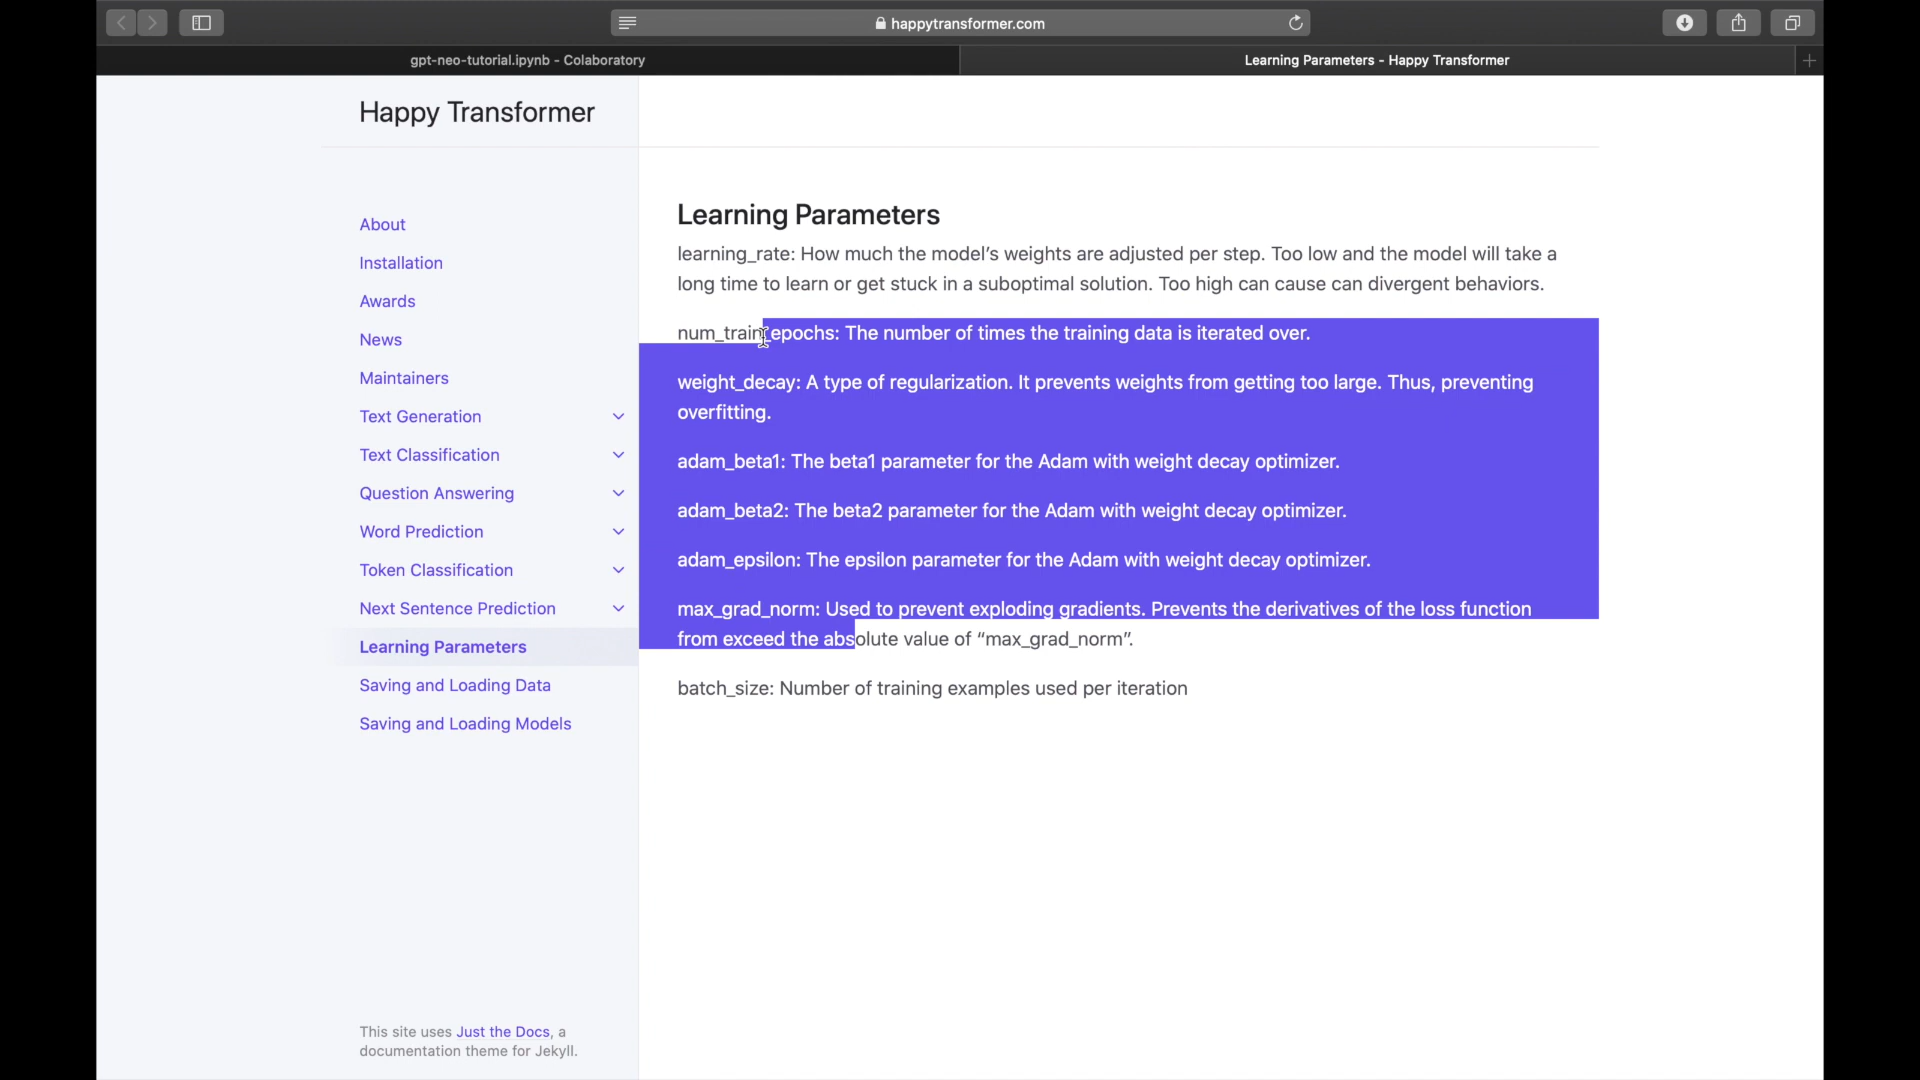 happytransformer.com
gpt-neo-tutorial.ipynb - Colaboratory
Learning Parameters - Happy Transformer
Happy Transformer
About
Installation
Awards
News
Maintainers
Text Generation
Text Classification
Question Answering
Word Prediction
Token Classification
Next Sentence Prediction
Learning Parameters
Saving and Loading Data
Saving and Loading Models
This site uses Just the Docs, a
documentation theme for Jekyll.
Learning Parameters
learning_rate: How much the model’s weights are adjusted per step. Too low and the model will take a
long time to learn or get stuck in a suboptimal solution. Too high can cause can divergent behaviors.
num_train_epochs: The number of times the training data is iterated over.
weight_decay: A type of regularization. It prevents weights from getting too large. Thus, preventing
overfitting.
adam_beta1: The beta1 parameter for the Adam with weight decay optimizer.
adam_beta2: The beta2 parameter for the Adam with weight decay optimizer.
adam_epsilon: The epsilon parameter for the Adam with weight decay optimizer.
max_grad_norm: Used to prevent exploding gradients. Prevents the derivatives of the loss function
from exceed the absolute value of “max_grad_norm”.
batch_size: Number of training examples used per iteration